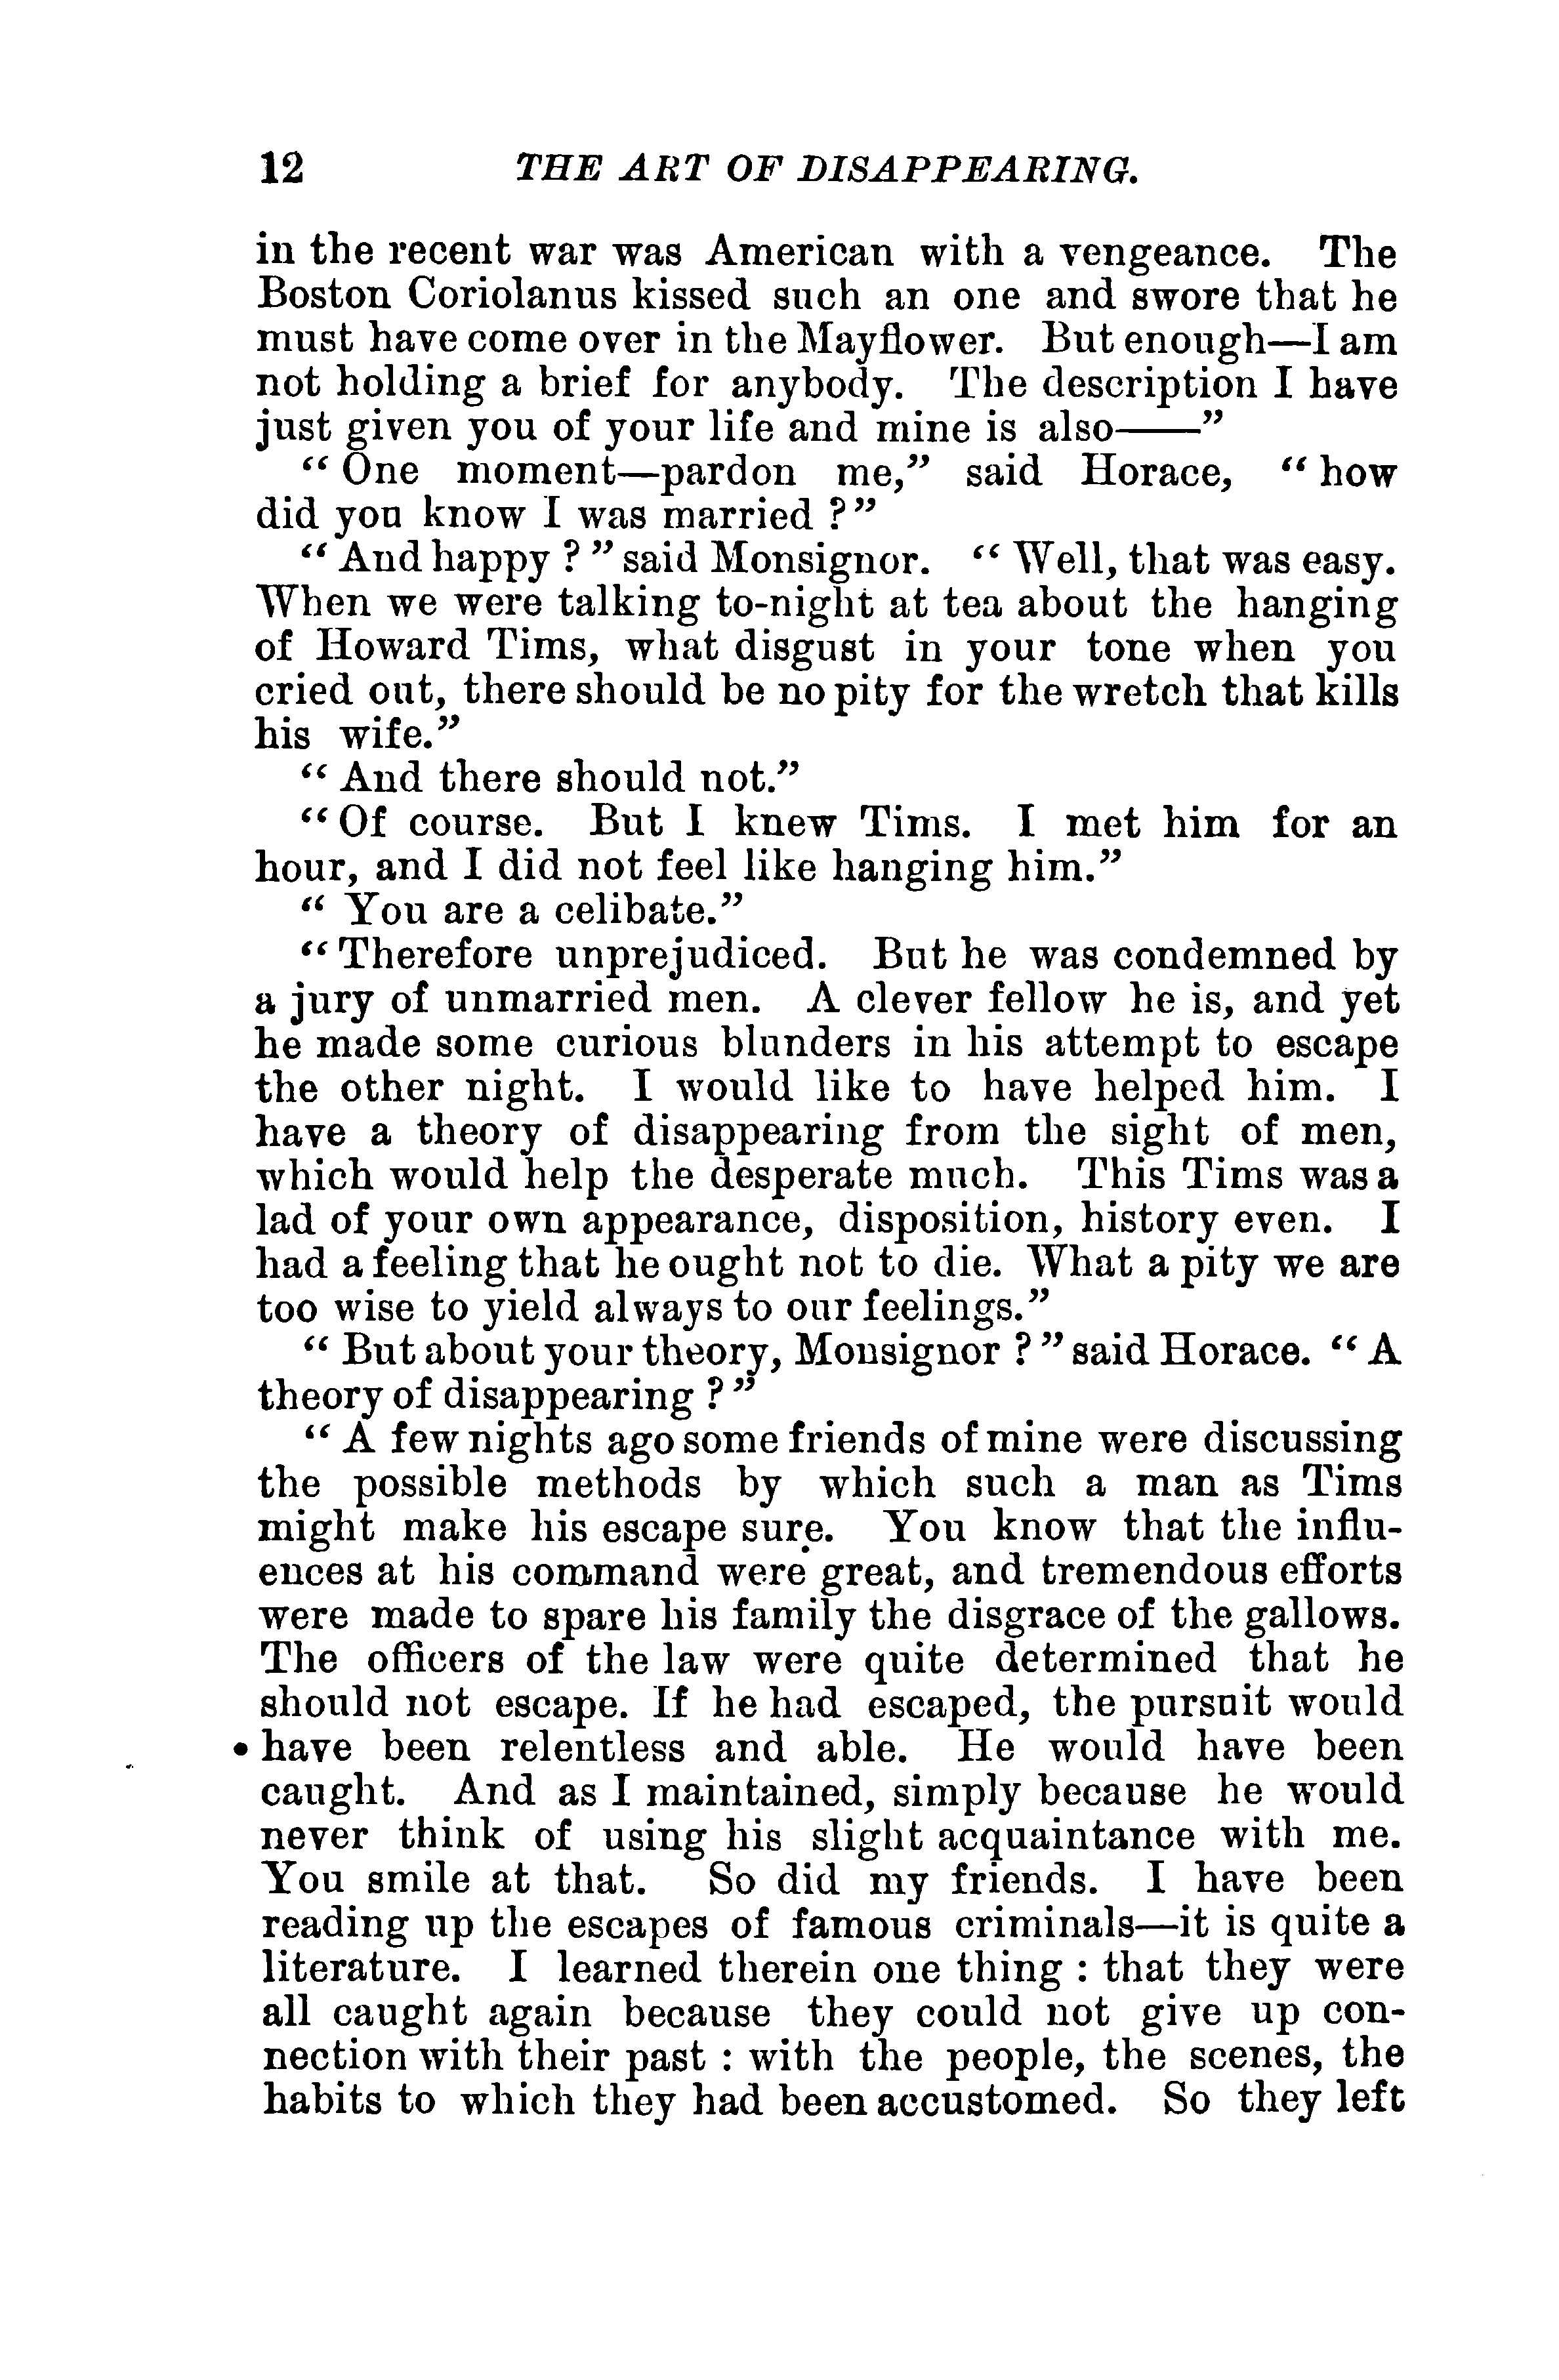 12 THE ART OF DISAPPEARING.
in the recent war was American with a vengeance. The
Boston Coriolanus kissed such an one and swore that he
must have come over in the Mayflower. But enough—I am
not holding a brief for anybody. The description I have
just given you of your life and mine is also——”
“ One moment—pardon me,” said Horace, “ how
did you know I was married ?”
“ And happy ? ” said Monsignor. “ Well, that was easy.
When we were talking to-night at tea about the hanging
of Howard Tims, what disgust in your tone when you
cried out, there should be no pity for the wretch that kills
his wife.”
“ And there should not.”
“ Of course. But I knew Tims. I met him for an
hour, and I did not feel like hanging him.”
“ You are a celibate.”
“ Therefore unprejudiced. But he was condemned by
a jury of unmarried men. A clever fellow he is, and yet
he made some curious blunders in his attempt to escape
the other night. I would like to have helped him. I
have a theory of disappearing from the sight of men,
which would help the desperate much. This Tims was a
lad of your own appearance, disposition, history even. I
had a feeling that he ought not to die. What a pity we are
too wise to yield always to our feelings.”
“ But about your theory, Monsignor ? ” said Horace. “ A
theory of disappearing ? ”
“ A few nights ago some friends of mine were discussing
the possible methods by which such a man as Tims
might make his escape sure. You know that the influ-
ences at his command were great, and tremendous efforts
were made to spare his family the disgrace of the gallows.
The officers of the law were quite determined that he
should not escape. If he had escaped, the pursuit would
have been relentless and able. He would have been
caught. And as I maintained, simply because he would
never think of using his slight acquaintance with me.
You smile at that. So did my friends. I have been
reading up the escapes of famous criminals—it is quite a
literature. I learned therein one thing : that they were
all caught again because they could not give up con-
nection with their past : with the people, the scenes, the
habits to which they had been accustomed. So they left